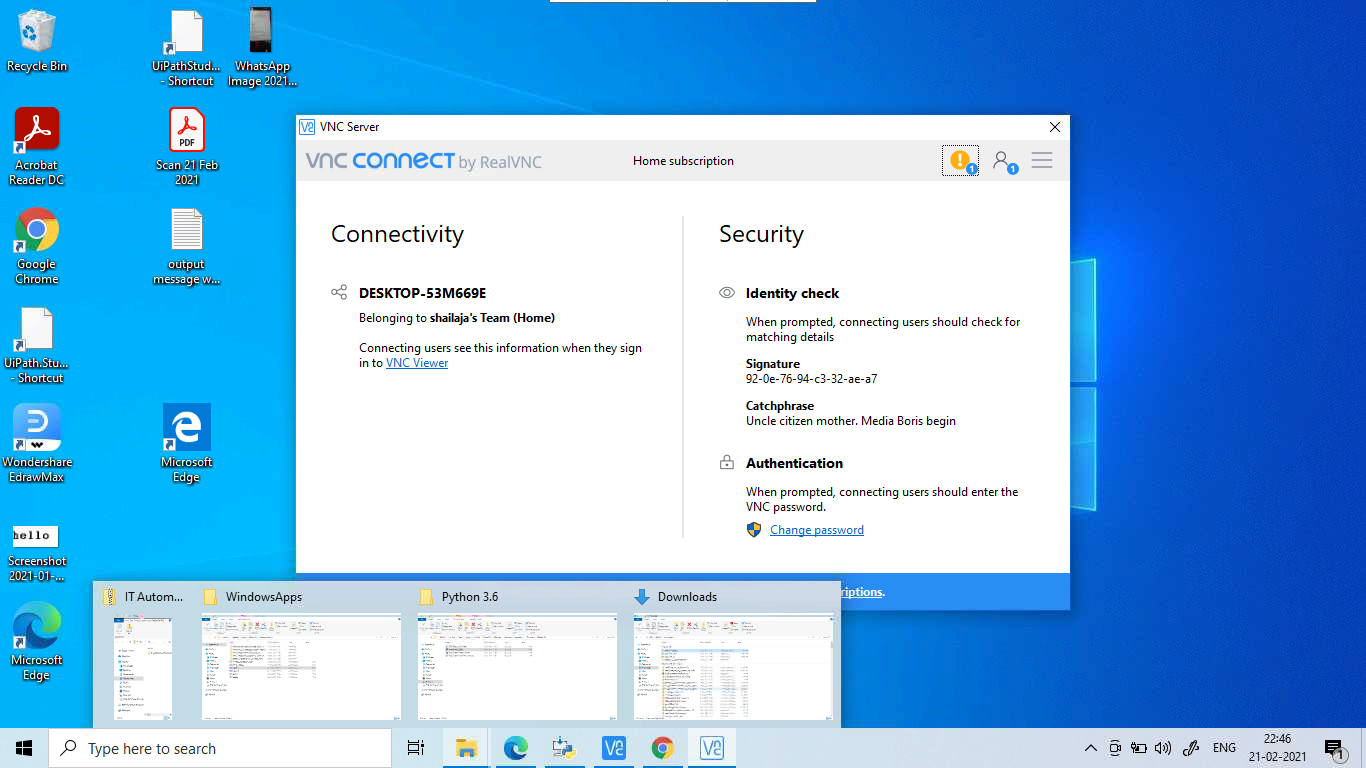 Recycle Bin
UiPathStud...
- Shortcut
WhatsApp
Image 2021...
Acrobat
Reader DC
PDF
Scan 21 Feb
2021
Google
Chrome
output
message w...
UiPath.Stu...
- Shortcut
Wondershare
EdrawMax
Microsoft
Edge
hello
Screenshot
2021-01-...
Microsoft
Edge
VNC Server
vnc connect by RealVNC
Home subscription
1
1
Connectivity
DESKTOP-53M669E
Belonging to shailaja's Team (Home)
Connecting users see this information when they sign
in to VNC Viewer
Security
Identity check
When prompted, connecting users should check for
matching details
Signature
92-0e-76-94-c3-32-ae-a7
Catchphrase
Uncle citizen mother. Media Boris begin
Authentication
When prompted, connecting users should enter the
VNC password.
Change password
riptions.
IT Autom...
WindowsApps
Python 3.6
Downloads
Type here to search
ENG
22:46
21-02-2021
1